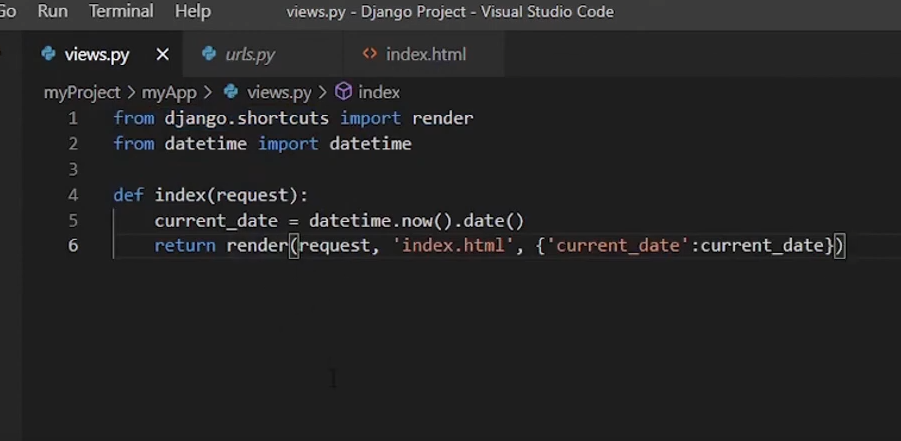 Go Run Terminal Help views.py - Django Project - Visual Studio Code
views.py urls.py index.html
myProject > myApp > views.py > index
1 from django.shortcuts import render
2 from datetime import datetime
3
4 def index(request):
5     current_date = datetime.now().date()
6     return render(request, 'index.html', {'current_date':current_date})